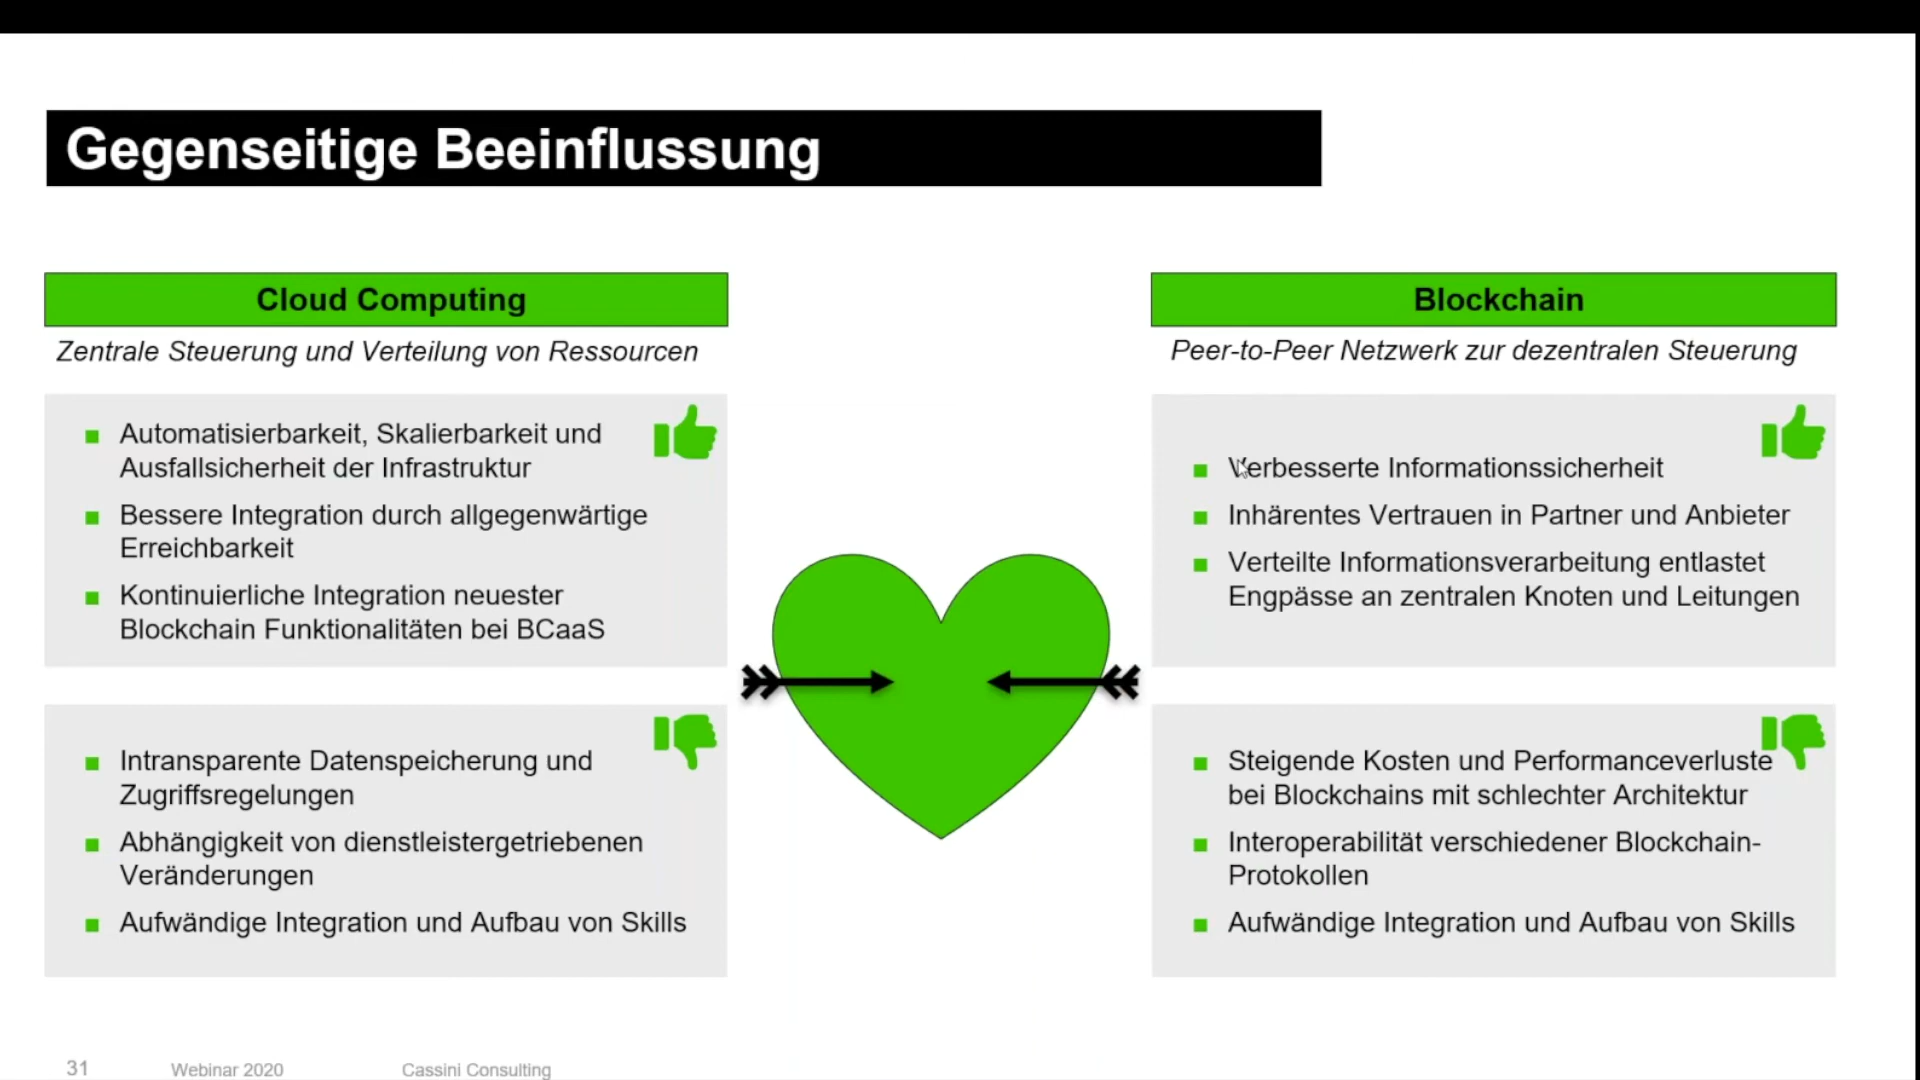 Gegenseitige Beeinflussung
Cloud Computing
Zentrale Steuerung und Verteilung von Ressourcen
Automatisierbarkeit, Skalierbarkeit und
Ausfallsicherheit der Infrastruktur
Bessere Integration durch allgegenwärtige
Erreichbarkeit
Kontinuierliche Integration neuester
Blockchain Funktionalitäten bei BCaaS
Intransparente Datenspeicherung und
Zugriffsregelungen
Abhängigkeit von dienstleistergetriebenen
Veränderungen
Aufwändige Integration und Aufbau von Skills
Blockchain
Peer-to-Peer Netzwerk zur dezentralen Steuerung
Verbesserte Informationssicherheit
Inhärentes Vertrauen in Partner und Anbieter
Verteilte Informationsverarbeitung entlastet
Engpässe an zentralen Knoten und Leitungen
Steigende Kosten und Performanceverluste
bei Blockchains mit schlechter Architektur
Interoperabilität verschiedener Blockchain-
Protokollen
Aufwändige Integration und Aufbau von Skills
31 Webinar 2020 Cassini Consulting